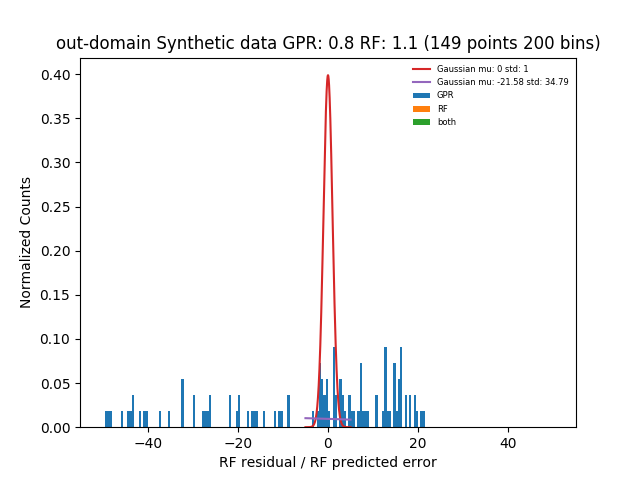 out-domain Synthetic data GPR: 0.8 RF: 1.1 (149 points 200 bins)
Gaussian mu: 0 std: 1
Gaussian mu: -21.58 std: 34.79
GPR
RF
both
0.40
0.35
0.30
0.25
0.20
0.15
0.10
0.05
0.00
Normalized Counts
−40
−20
0
20
40
RF residual / RF predicted error